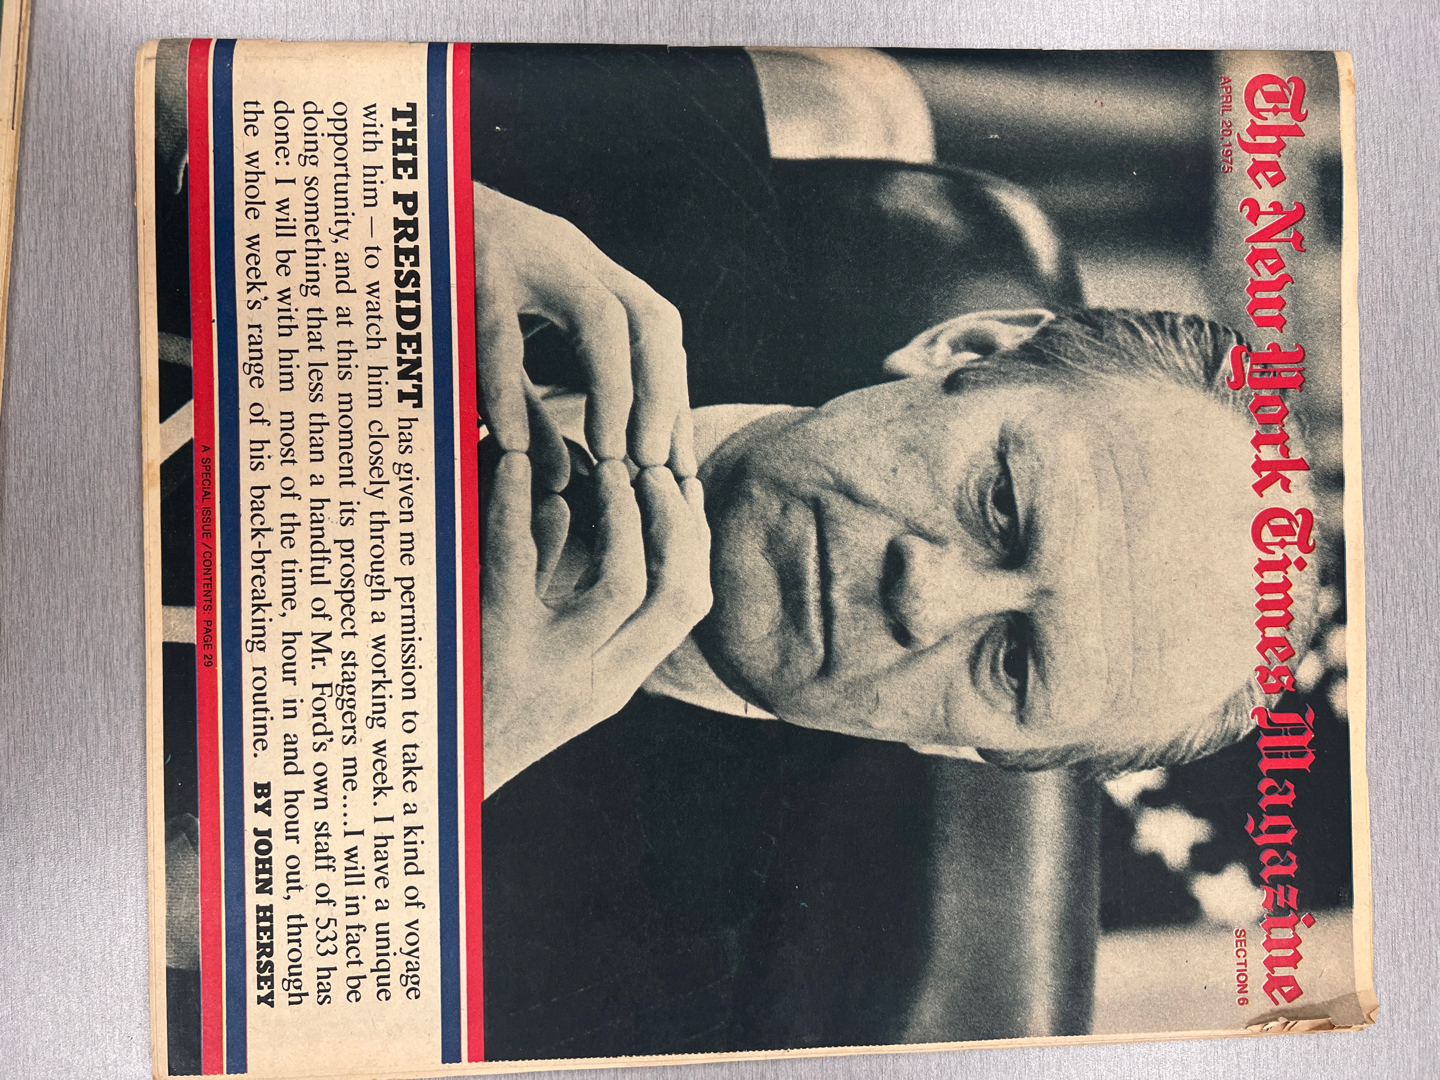 The New York Times Magazine
APRIL 20, 1975
SECTION 6
THE PRESIDENT has given me permission to take a kind of voyage
with him — to watch him closely through a working week. I have a unique
opportunity, and at this moment its prospect staggers me....I will in fact be
doing something that less than a handful of Mr. Ford's own staff of 533 has
done: I will be with him most of the time, hour in and hour out, through
the whole week's range of his back-breaking routine. BY JOHN HERSEY
A SPECIAL ISSUE / CONTENTS: PAGE 29